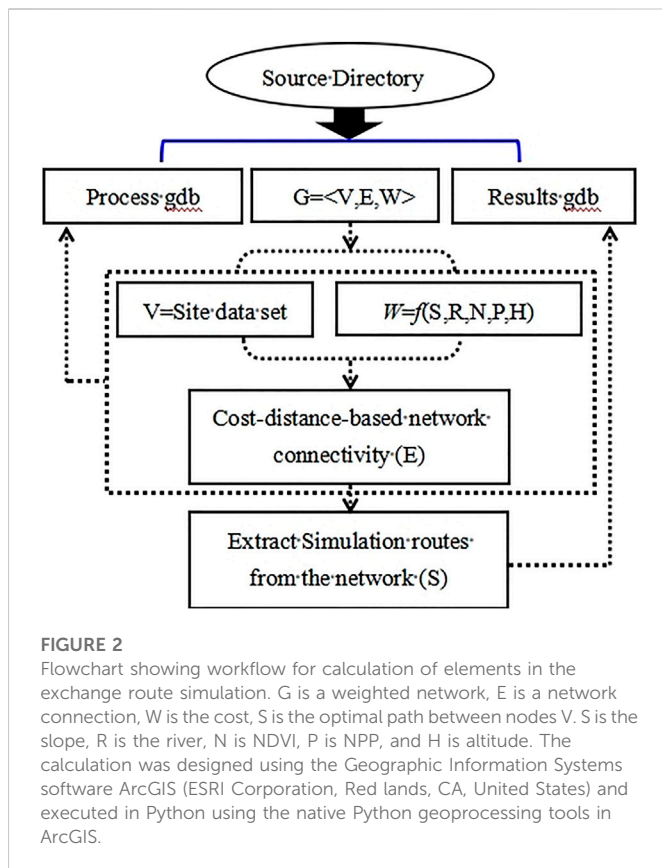 Source Directory
Process gdb
G=<V,E,W>
Results gdb
V=Site data set
W=f(S,R,N,P,H)
Cost-distance-based network
connectivity (E)
Extract Simulation routes
from the network (S)
FIGURE 2
Flowchart showing workflow for calculation of elements in the
exchange route simulation. G is a weighted network, E is a network
connection, W is the cost, S is the optimal path between nodes V. S is the
slope, R is the river, N is NDVI, P is NPP, and H is altitude. The
calculation was designed using the Geographic Information Systems
software ArcGIS (ESRI Corporation, Red lands, CA, United States) and
executed in Python using the native Python geoprocessing tools in
ArcGIS.